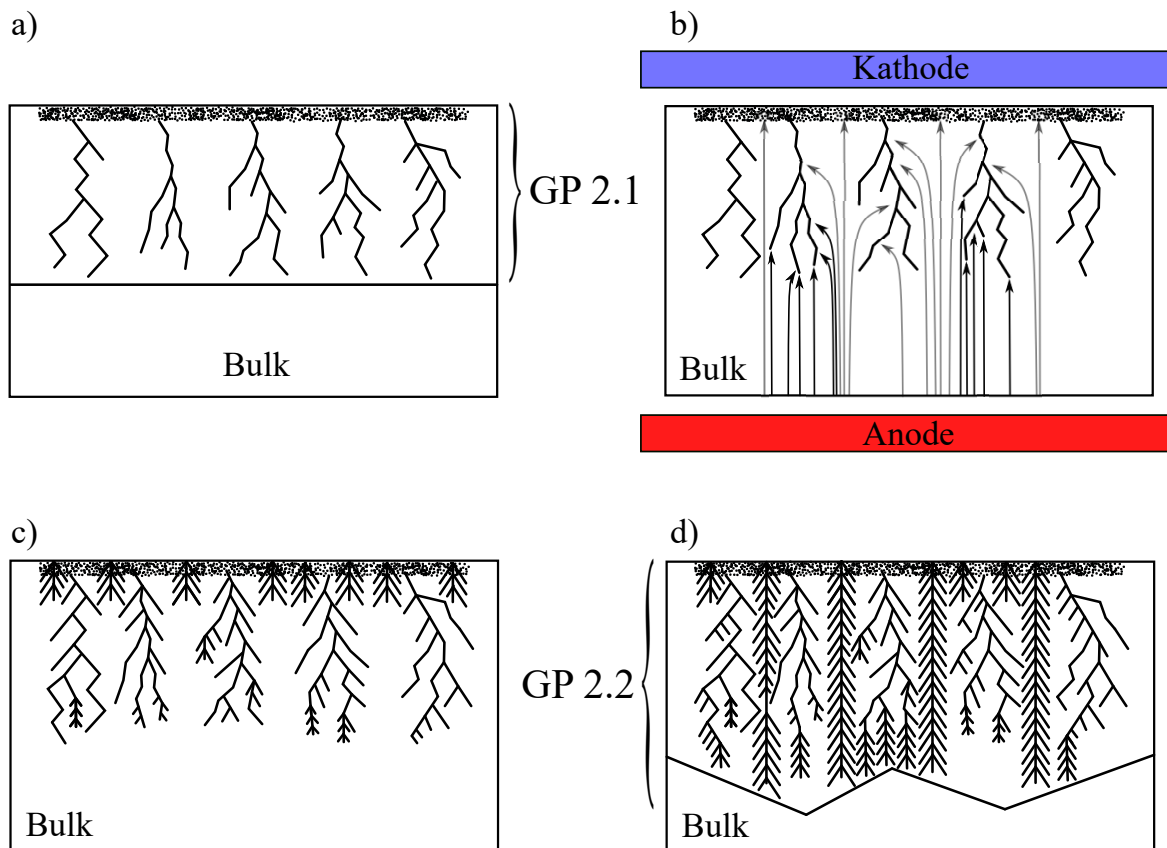 a)
b)
Kathode
GP 2.1
Bulk
Bulk
Anode
c)
d)
GP 2.2
Bulk
Bulk